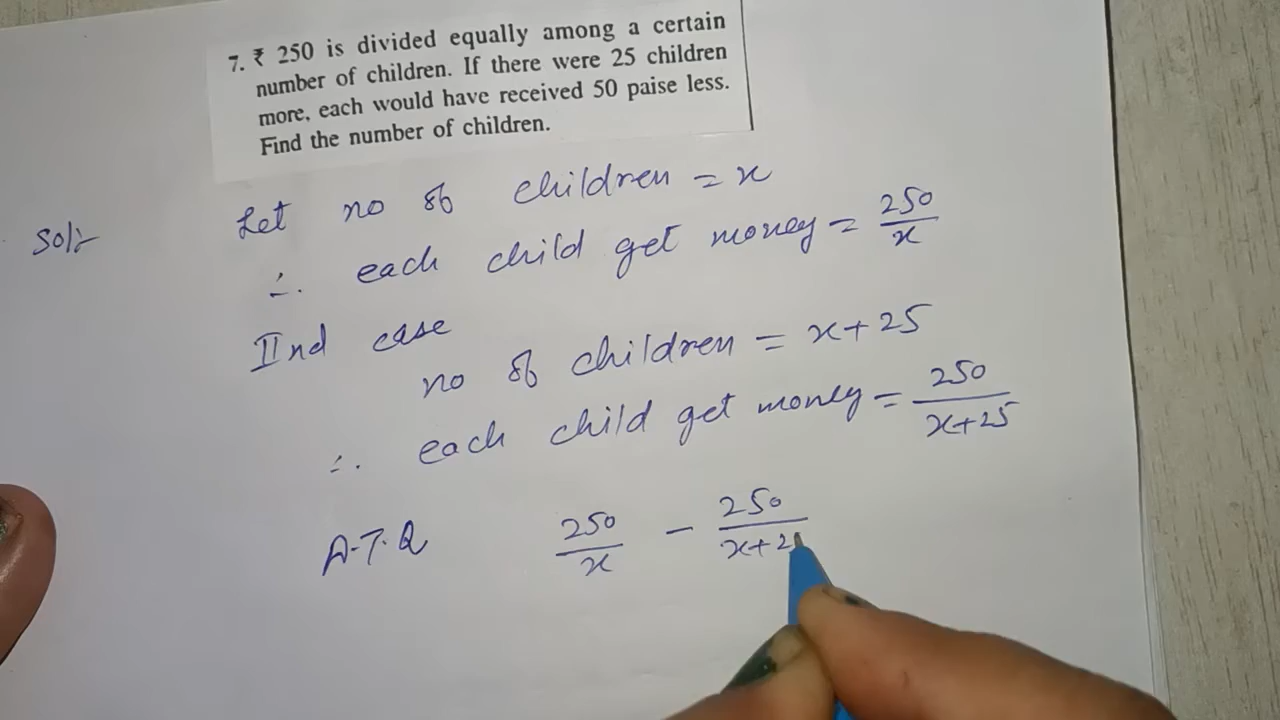 7. ₹ 250 is divided equally among a certain
number of children. If there were 25 children
more, each would have received 50 paise less.
Find the number of children.
Sol:- Let no of children = x
∴ each child get money = 250/x
IInd case
no of children = x+25
∴ each child get money = 250/x+25
A.T.Q 250/x - 250/x+2